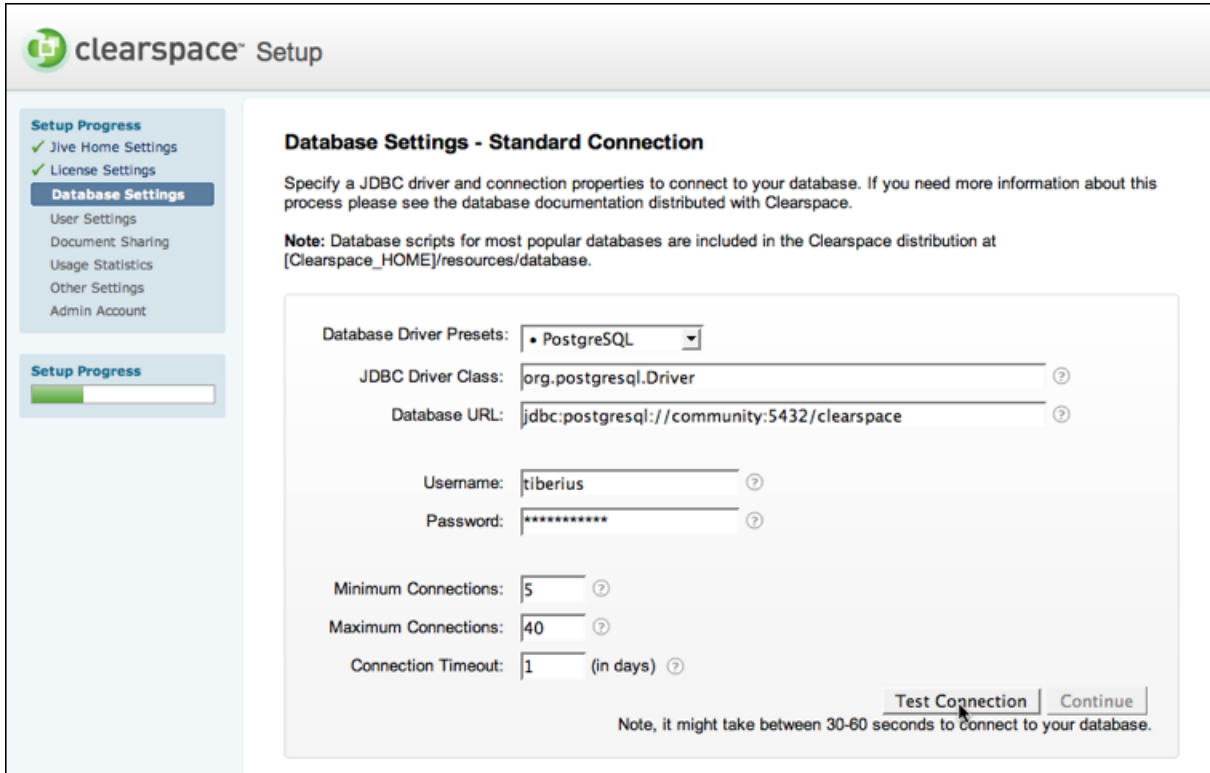 clearspace™ Setup
Setup Progress
✓ Jive Home Settings
✓ License Settings
Database Settings
User Settings
Document Sharing
Usage Statistics
Other Settings
Admin Account
Setup Progress
Database Settings - Standard Connection
Specify a JDBC driver and connection properties to connect to your database. If you need more information about this
process please see the database documentation distributed with Clearspace.
Note: Database scripts for most popular databases are included in the Clearspace distribution at
[Clearspace_HOME]/resources/database.
Database Driver Presets: • PostgreSQL
JDBC Driver Class: org.postgresql.Driver ?
Database URL: jdbc:postgresql://community:5432/clearspace ?
Username: tiberius ?
Password: *********** ?
Minimum Connections: 5 ?
Maximum Connections: 40 ?
Connection Timeout: 1 (in days) ?
Test Connection Continue
Note, it might take between 30-60 seconds to connect to your database.